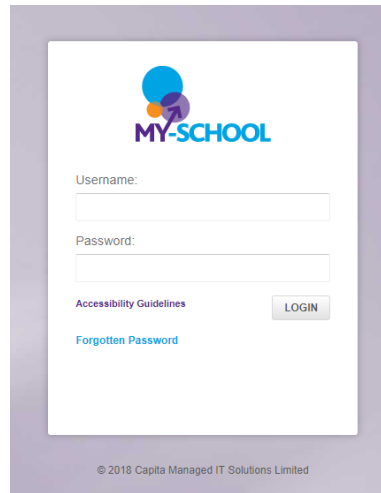 MY-SCHOOL
Username:
Password:
Accessibility Guidelines
LOGIN
Forgotten Password
© 2018 Capita Managed IT Solutions Limited